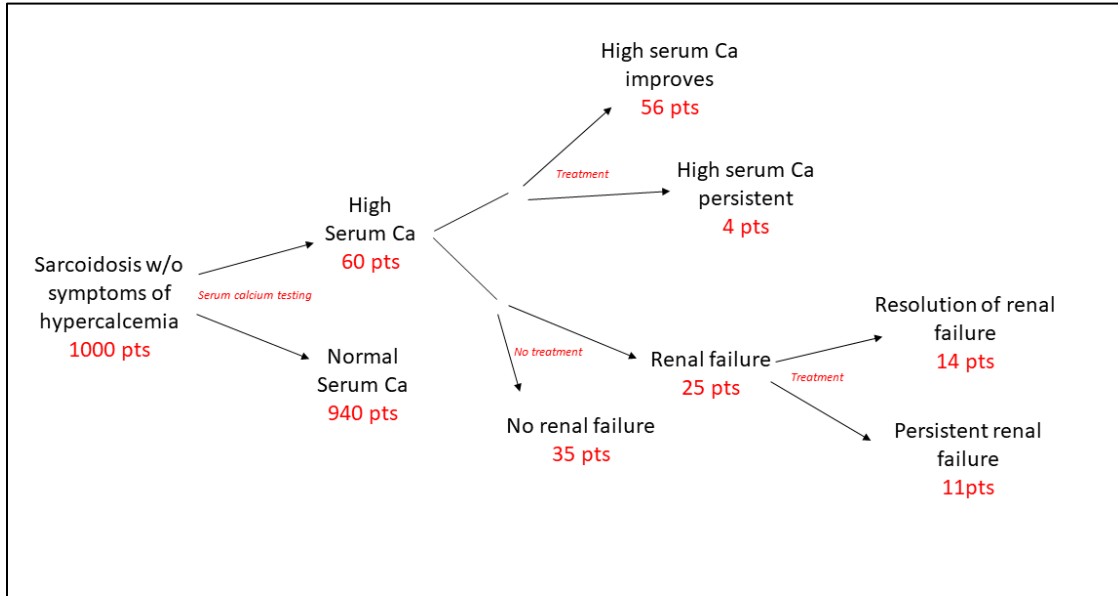 High serum Ca
improves
56 pts
Treatment
High serum Ca
persistent
4 pts
High
Serum Ca
60 pts
Sarcoidosis w/o
symptoms of
hypercalcemia
1000 pts
Serum calcium testing
Normal
Serum Ca
940 pts
No treatment
No renal failure
35 pts
Renal failure
25 pts
Treatment
Resolution of renal
failure
14 pts
Persistent renal
failure
11pts